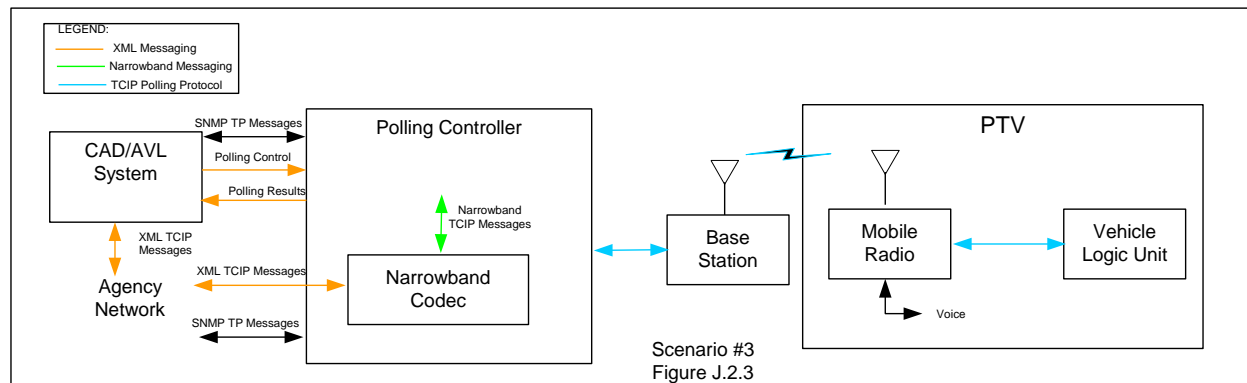 LEGEND:
XML Messaging
Narrowband Messaging
TCIP Polling Protocol
SNMP TP Messages
Polling Controller
PTV
CAD/AVL
System
Polling Control
Polling Results
Narrowband
TCIP Messages
XML TCIP
Messages
Agency
Network
XML TCIP Messages
Narrowband
Codec
SNMP TP Messages
Base
Station
Mobile
Radio
Vehicle
Logic Unit
Voice
Scenario #3
Figure J.2.3